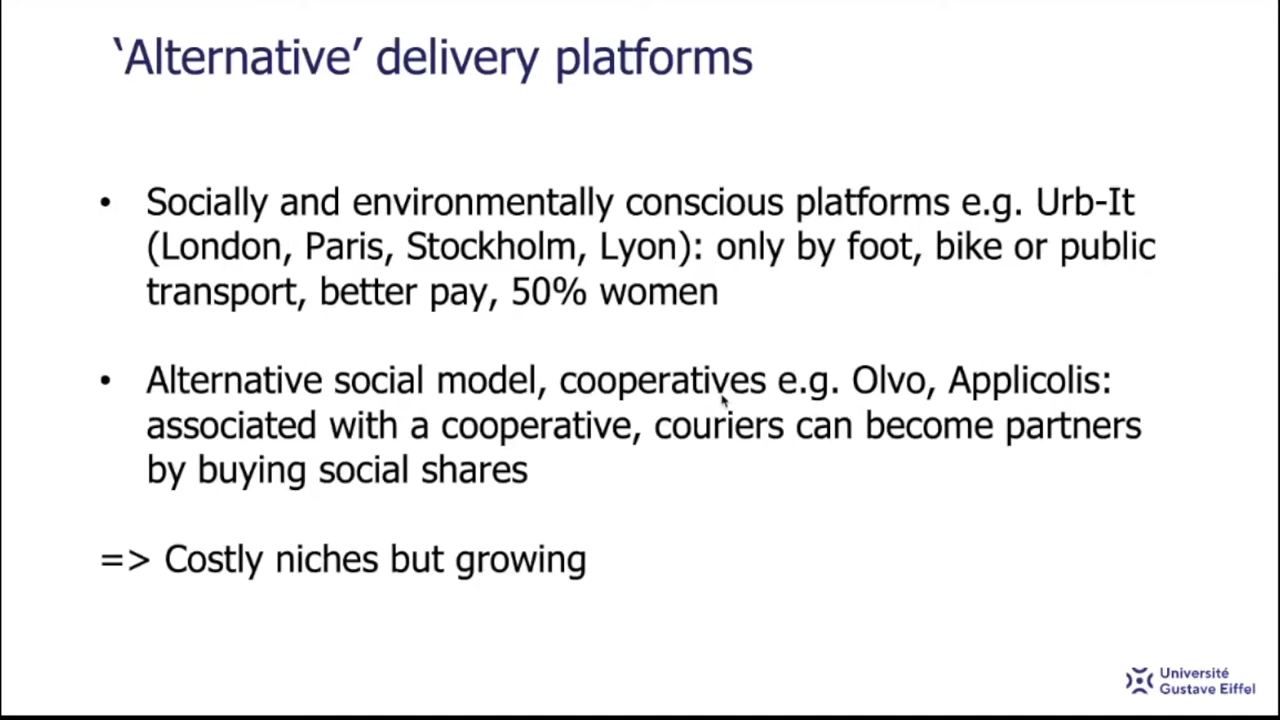 ‘Alternative’ delivery platforms
• Socially and environmentally conscious platforms e.g. Urb-It
(London, Paris, Stockholm, Lyon): only by foot, bike or public
transport, better pay, 50% women
• Alternative social model, cooperatives e.g. Olvo, Applicolis:
associated with a cooperative, couriers can become partners
by buying social shares
=> Costly niches but growing
Université
Gustave Eiffel